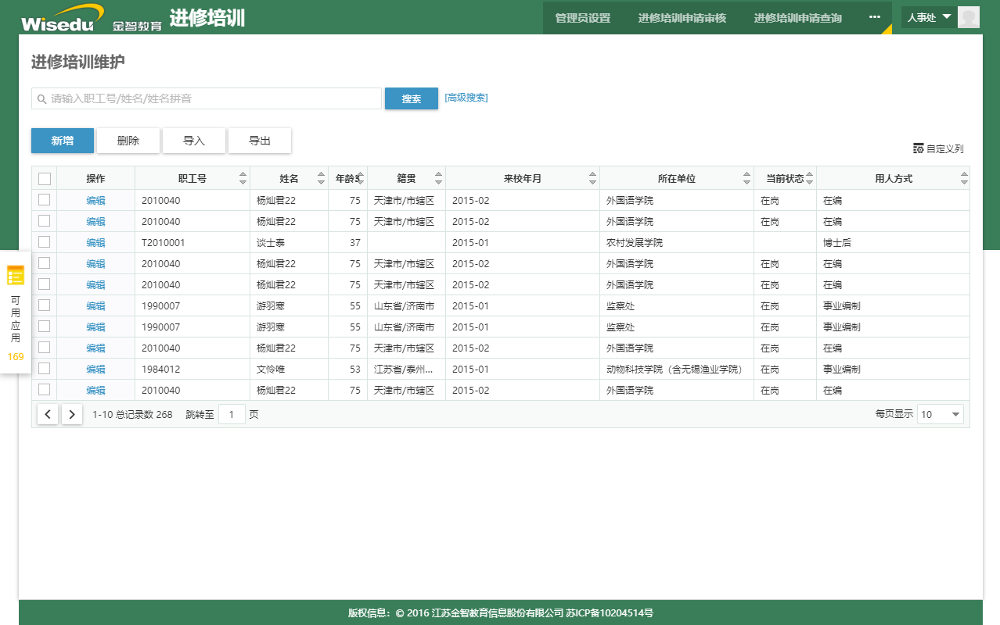 Wisedu 金智教育 进修培训 管理员设置 进修培训申请审核 进修培训申请查询 ••• 人事处
进修培训维护
请输入职工号/姓名/姓名拼音 搜索 [高级搜索]
新增 删除 导入 导出
自定义列
操作 职工号 姓名 年龄 籍贯 来校年月 所在单位 当前状态 用人方式
编辑 2010040 杨灿君22 75 天津市/市辖区 2015-02 外国语学院 在岗 在编
编辑 2010040 杨灿君22 75 天津市/市辖区 2015-02 外国语学院 在岗 在编
编辑 T2010001 谈士泰 37 2015-01 农村发展学院 博士后
编辑 2010040 杨灿君22 75 天津市/市辖区 2015-02 外国语学院 在岗 在编
编辑 2010040 杨灿君22 75 天津市/市辖区 2015-02 外国语学院 在岗 在编
编辑 1990007 游羽寒 55 山东省/济南市 2015-01 监察处 在岗 事业编制
编辑 1990007 游羽寒 55 山东省/济南市 2015-01 监察处 在岗 事业编制
编辑 2010040 杨灿君22 75 天津市/市辖区 2015-02 外国语学院 在岗 在编
编辑 1984012 文怜唯 53 江苏省/泰州... 2015-01 动物科技学院（含无锡渔业学院） 在岗 事业编制
编辑 2010040 杨灿君22 75 天津市/市辖区 2015-02 外国语学院 在岗 在编
1-10 总记录数 268 跳转至 1 页 每页显示 10
可
用
应
用
169
版权信息：© 2016 江苏金智教育信息股份有限公司 苏ICP备10204514号